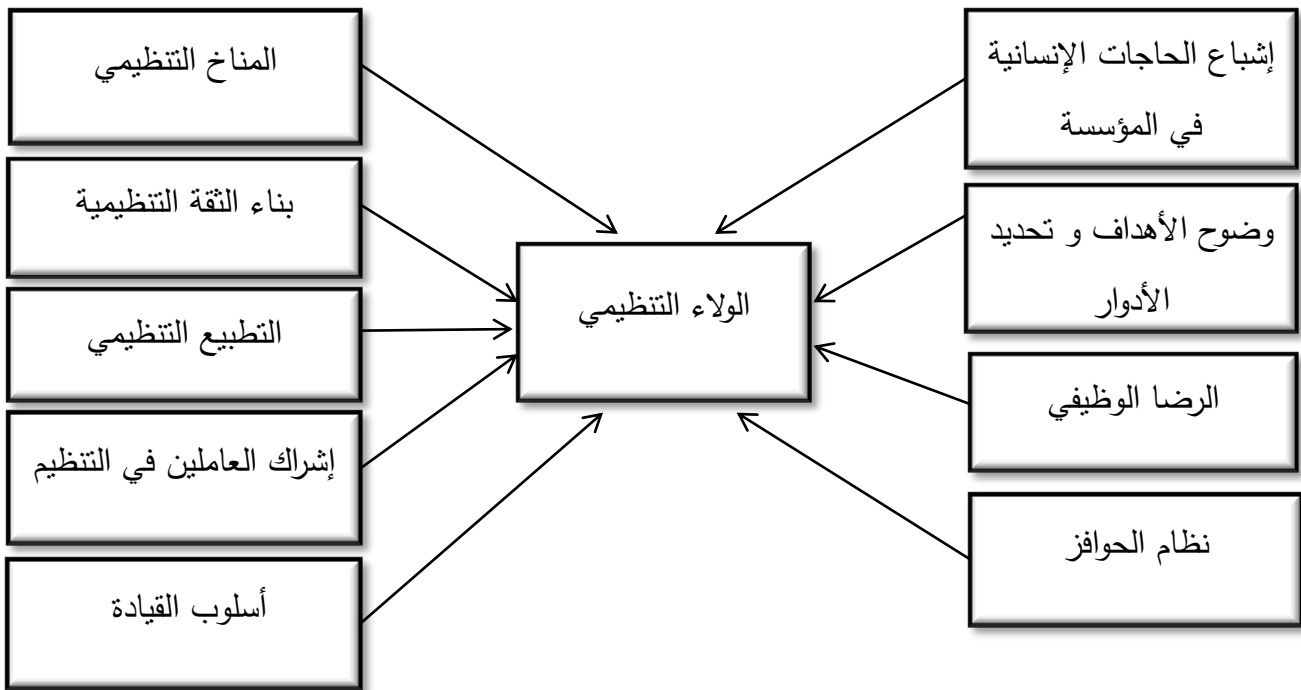 إشباع الحاجات الإنسانية
في المؤسسة
وضوح الأهداف و تحديد
الأدوار
الرضا الوظيفي
نظام الحوافز
الولاء التنظيمي
المناخ التنظيمي
بناء الثقة التنظيمية
التطبيع التنظيمي
إشراك العاملين في التنظيم
أسلوب القيادة